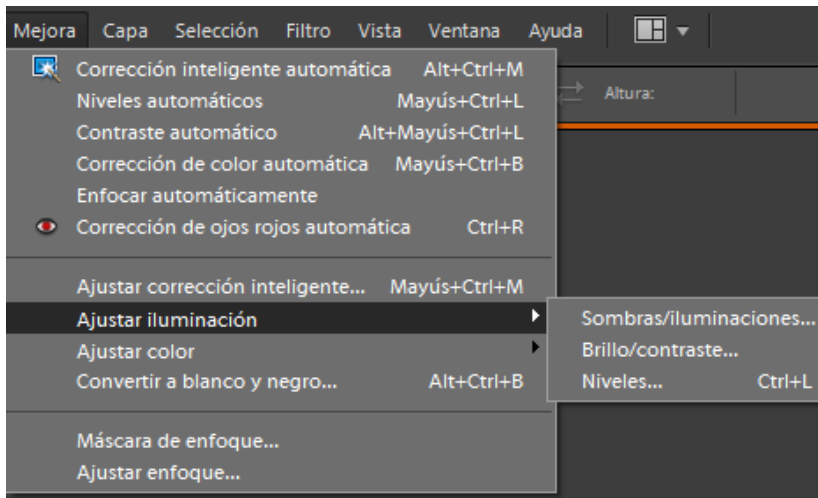 Mejora Capa Selección Filtro Vista Ventana Ayuda
Corrección inteligente automática Alt+Ctrl+M
Niveles automáticos Mayús+Ctrl+L
Altura:
Contraste automático Alt+Mayús+Ctrl+L
Corrección de color automática Mayús+Ctrl+B
Enfocar automáticamente
Corrección de ojos rojos automática Ctrl+R
Ajustar corrección inteligente... Mayús+Ctrl+M
Ajustar iluminación
Sombras/iluminaciones...
Ajustar color
Brillo/contraste...
Convertir a blanco y negro... Alt+Ctrl+B
Niveles... Ctrl+L
Máscara de enfoque...
Ajustar enfoque...